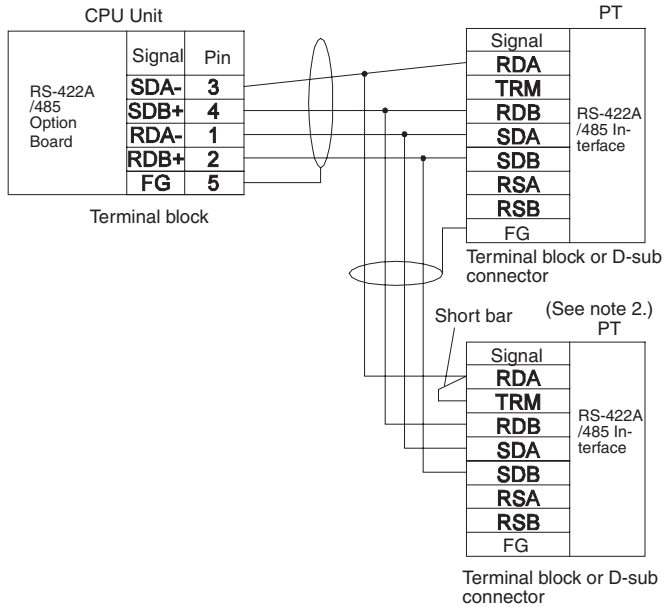 CPU Unit
RS-422A
/485
Option
Board
Signal Pin
SDA- 3
SDB+ 4
RDA- 1
RDB+ 2
FG 5
Terminal block
PT
Signal
RDA
TRM
RDB
SDA
SDB
RSA
RSB
FG
RS-422A
/485 In-
terface
Terminal block or D-sub
connector
Short bar
(See note 2.)
PT
Signal
RDA
TRM
RDB
SDA
SDB
RSA
RSB
FG
RS-422A
/485 In-
terface
Terminal block or D-sub
connector